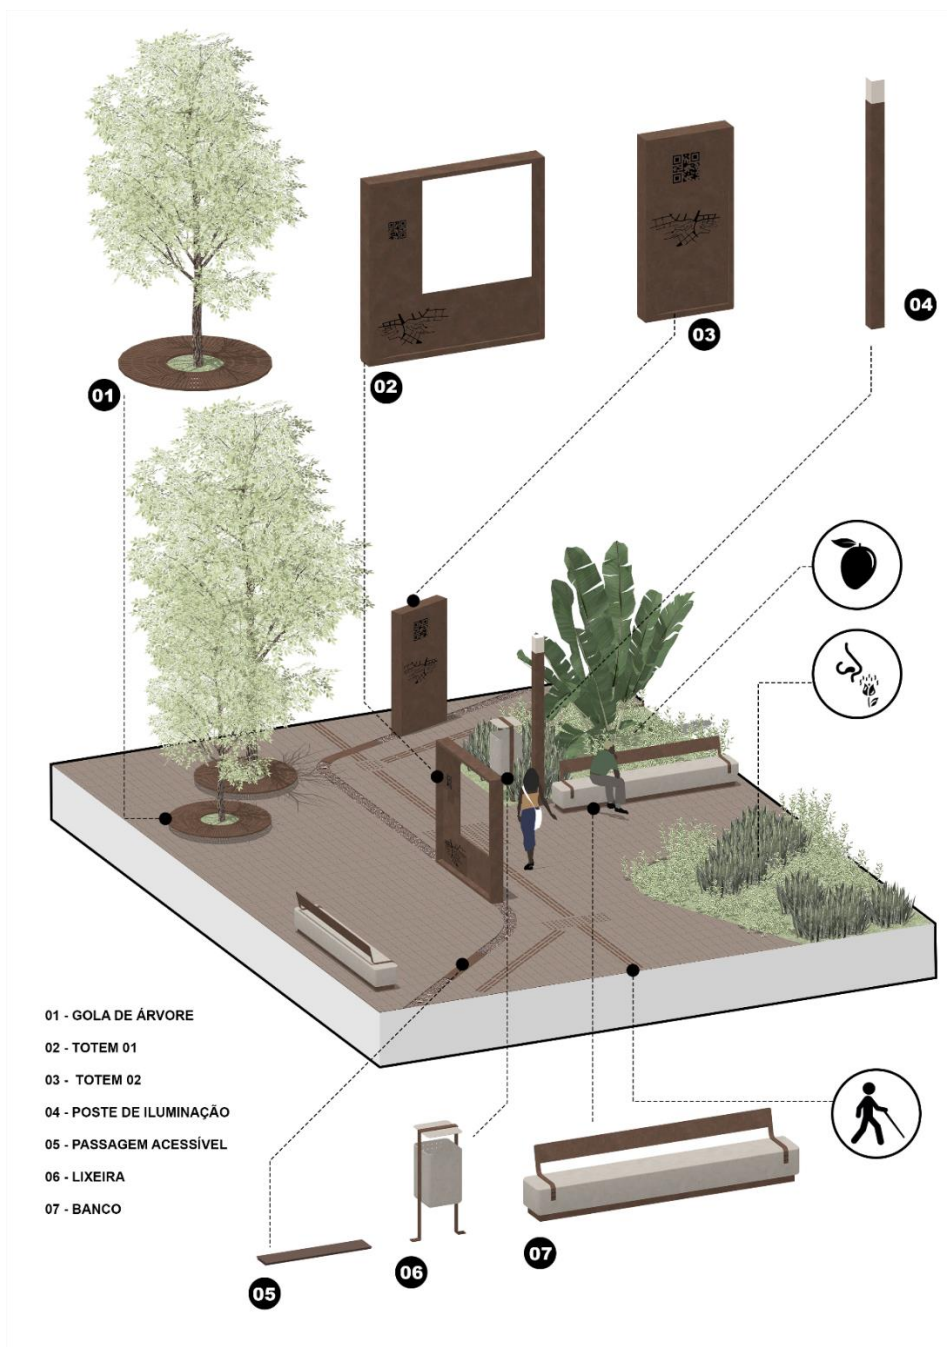 04
03
02
01
01 - GOLA DE ÁRVORE
02 - TOTEM 01
03 -  TOTEM 02
04 - POSTE DE ILUMINAÇÃO
05 - PASSAGEM ACESSÍVEL
06 - LIXEIRA
07 - BANCO
07
06
05